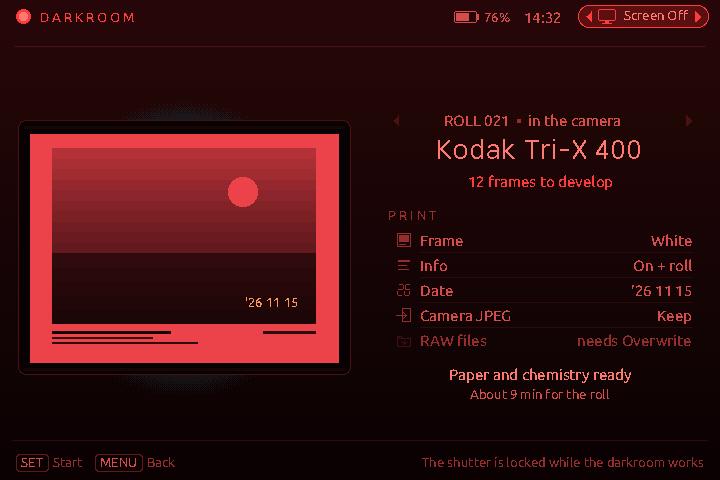 DARKROOM
76% 14:32 Screen Off
ROLL 021 • in the camera
Kodak Tri-X 400
12 frames to develop
PRINT
Frame White
Info On + roll
Date '26 11 15
Camera JPEG Keep
RAW files needs Overwrite
'26 11 15
Paper and chemistry ready
About 9 min for the roll
SET Start MENU Back
The shutter is locked while the darkroom works